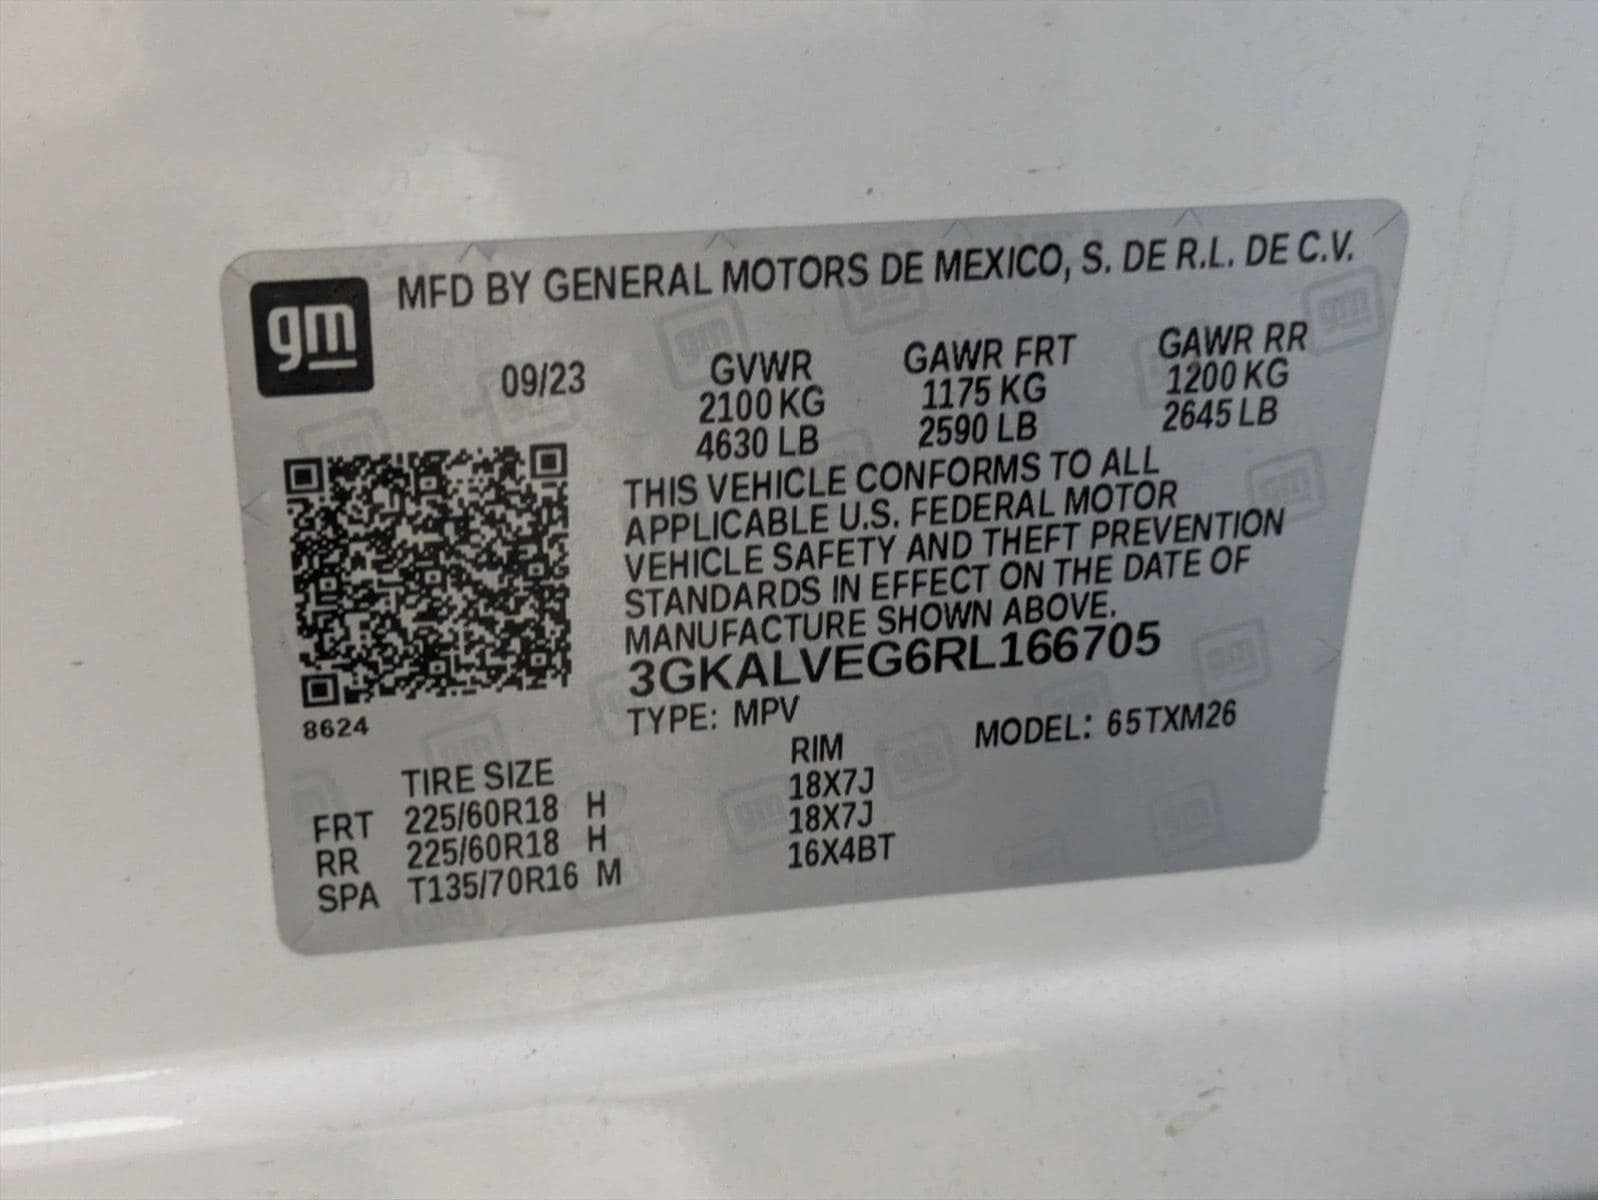 gm
MFD BY GENERAL MOTORS DE MEXICO, S. DE R.L. DE C.V.
09/23
GVWR GAWR FRT GAWR RR
2100 KG 1175 KG 1200 KG
4630 LB 2590 LB 2645 LB
THIS VEHICLE CONFORMS TO ALL
APPLICABLE U.S. FEDERAL MOTOR
VEHICLE SAFETY AND THEFT PREVENTION
STANDARDS IN EFFECT ON THE DATE OF
MANUFACTURE SHOWN ABOVE.
3GKALVEG6RL166705
8624
TYPE: MPV MODEL: 65TXM26
TIRE SIZE RIM
FRT 225/60R18 H 18X7J
RR 225/60R18 H 18X7J
SPA T135/70R16 M 16X4BT